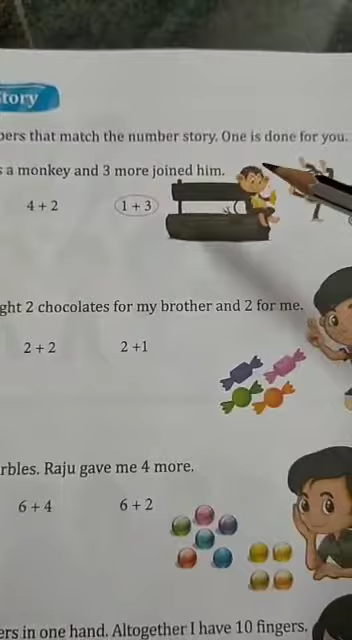 tory
bers that match the number story. One is done for you.
s a monkey and 3 more joined him.
4 + 2 1 + 3
ght 2 chocolates for my brother and 2 for me.
2 + 2 2 +1
rbles. Raju gave me 4 more.
6 + 4 6 + 2
ers in one hand. Altogether I have 10 fingers.